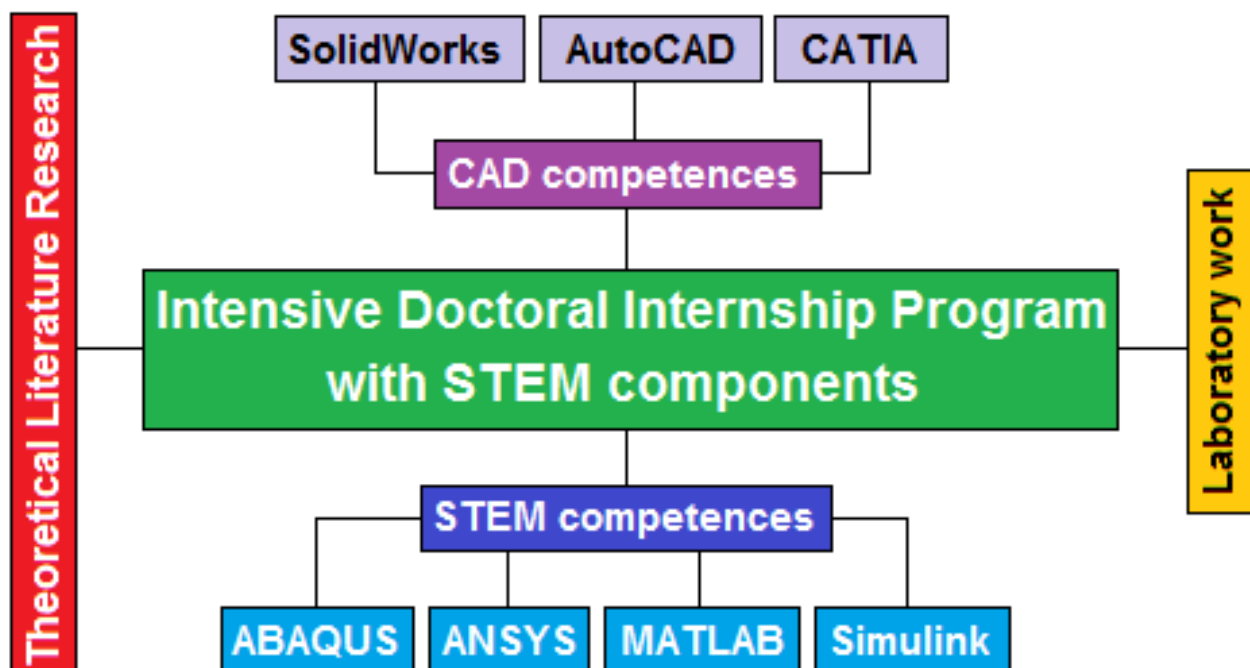 SolidWorks
AutoCAD
CATIA
CAD competences
Theoretical Literature Research
Intensive Doctoral Internship Program
with STEM components
Laboratory work
STEM competences
ABAQUS
ANSYS
MATLAB
Simulink